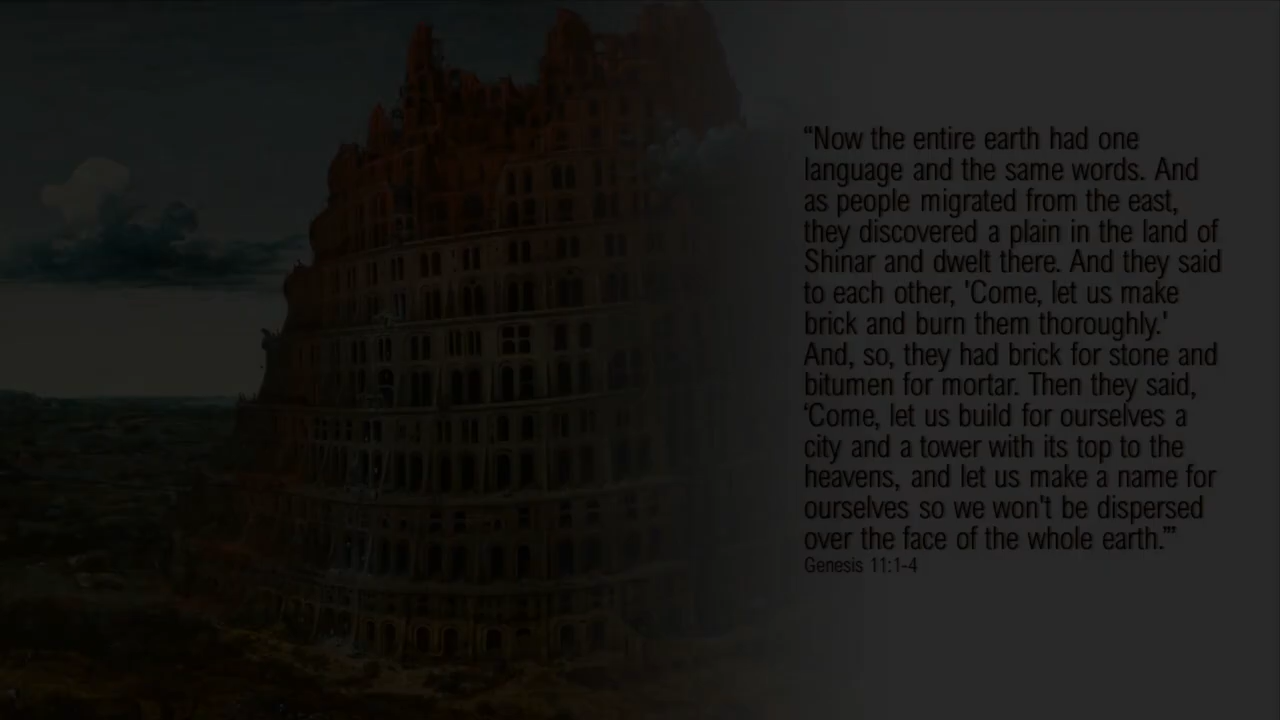 “Now the entire earth had one
language and the same words. And
as people migrated from the east,
they discovered a plain in the land of
Shinar and dwelt there. And they said
to each other, 'Come, let us make
brick and burn them thoroughly.'
And, so, they had brick for stone and
bitumen for mortar. Then they said,
‘Come, let us build for ourselves a
city and a tower with its top to the
heavens, and let us make a name for
ourselves so we won't be dispersed
over the face of the whole earth.’”
Genesis 11:1-4